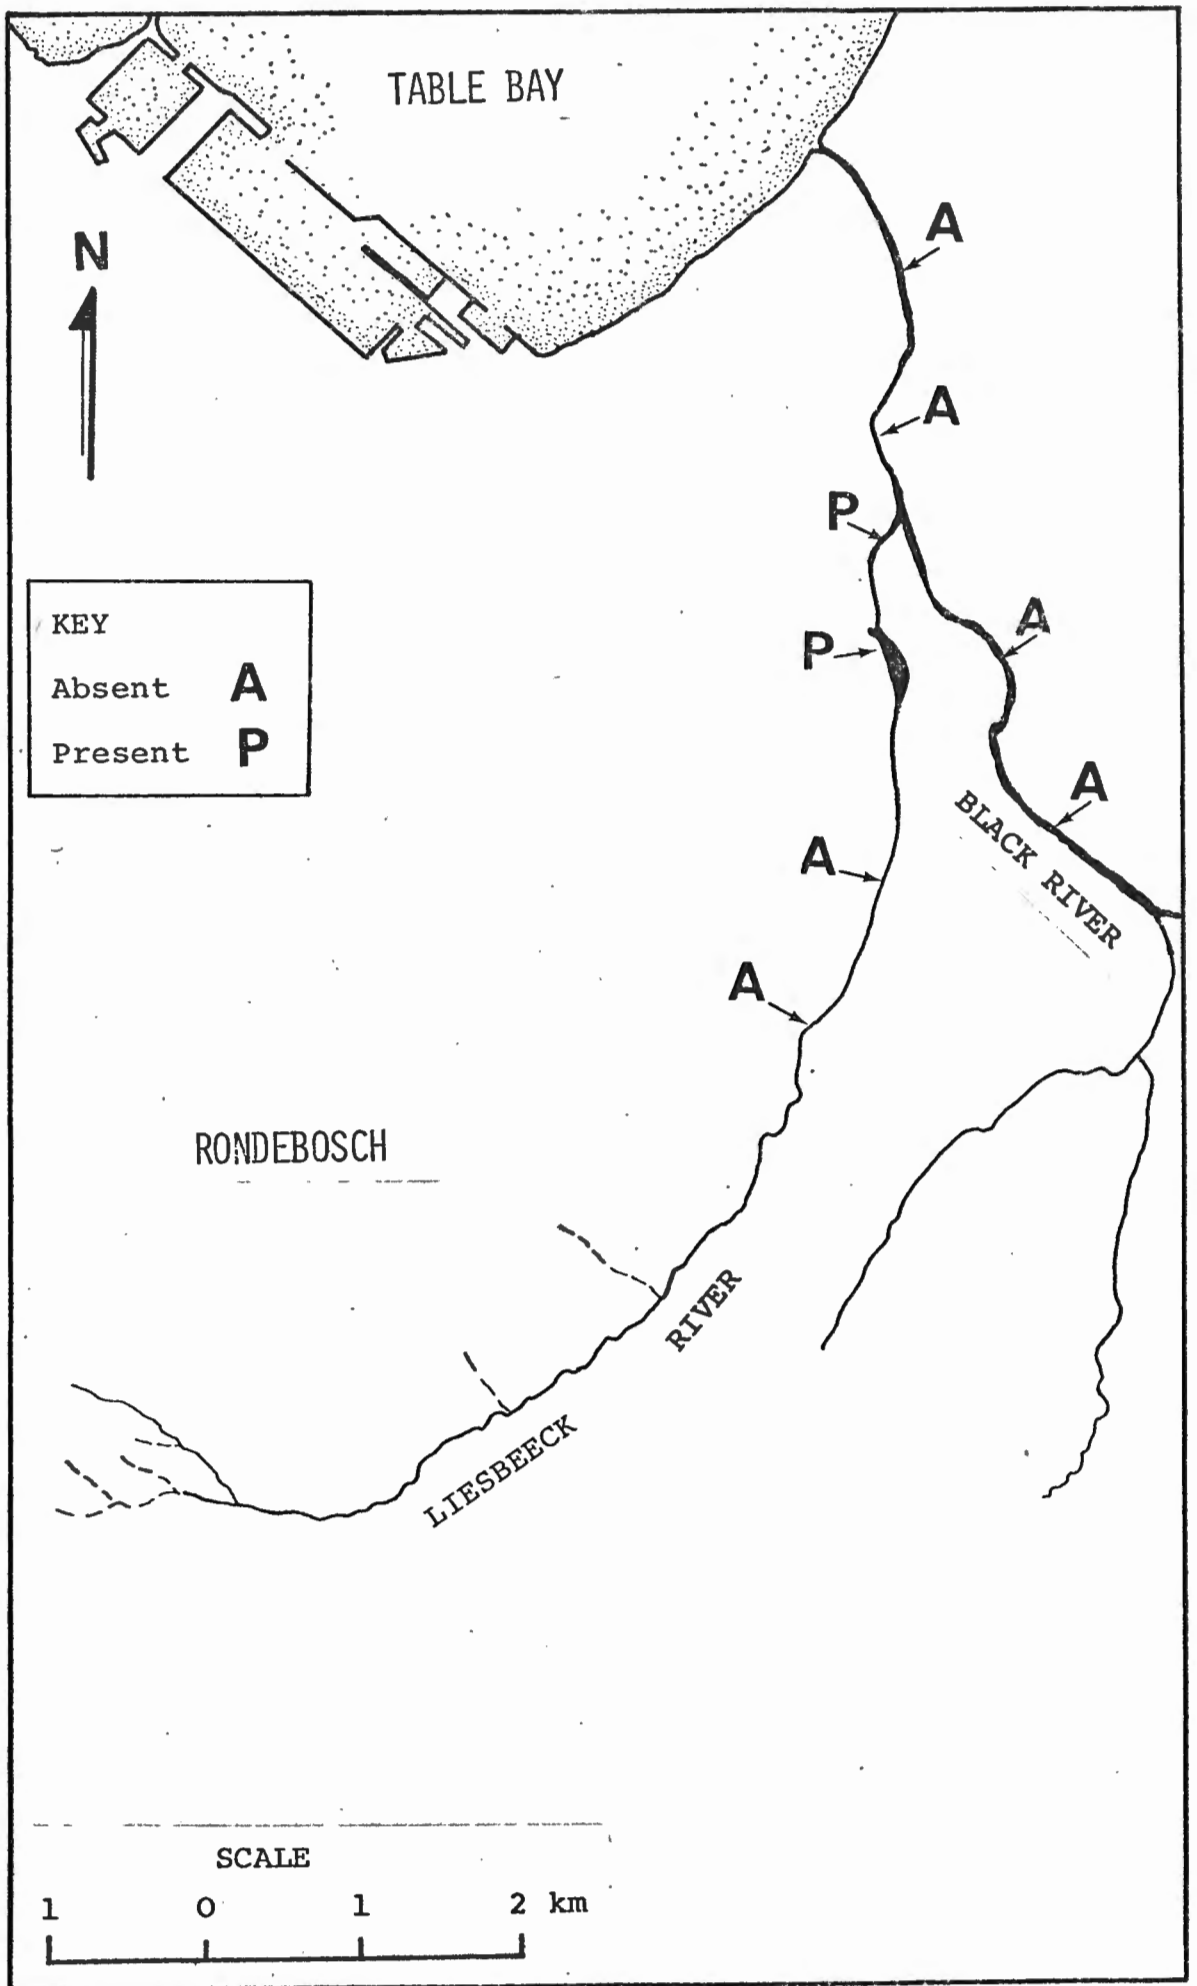 TABLE BAY
N
A
A
P
A
P
KEY
Absent A
Present P
A
BLACK RIVER
A
A
RONDEBOSCH
LIESBEECK RIVER
SCALE
1 0 1 2 km